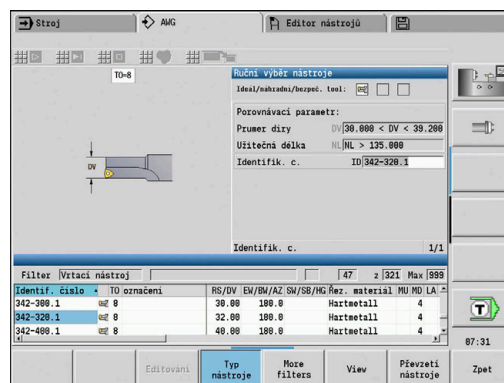 Stroj AWG Editor nástrojů
TO=8
Ruční výběr nástroje
Ideál/náhradní/bezpeč. tool:
Porovnávací parametr:
Prumer díry DV 30.000 < DV < 39.200
Užitečná délka NL NL > 135.000
Identifik. c. ID 342-320.1
DV
Identifik. c. 1/1
Filter Vrtací nástroj 47 z 321 Max 999
Identif. číslo TO označení RS/DV EW/BW/AZ SW/SB/HG Řez. materiál MU MD LA
342-300.1 8 30.00 180.0 Hartmetall 4
342-320.1 8 32.00 180.0 Hartmetall 4
342-400.1 8 40.00 180.0 Hartmetall 4
T
07:31
Editovani Typ nástroje More filters View Převzetí nástroje Zpet